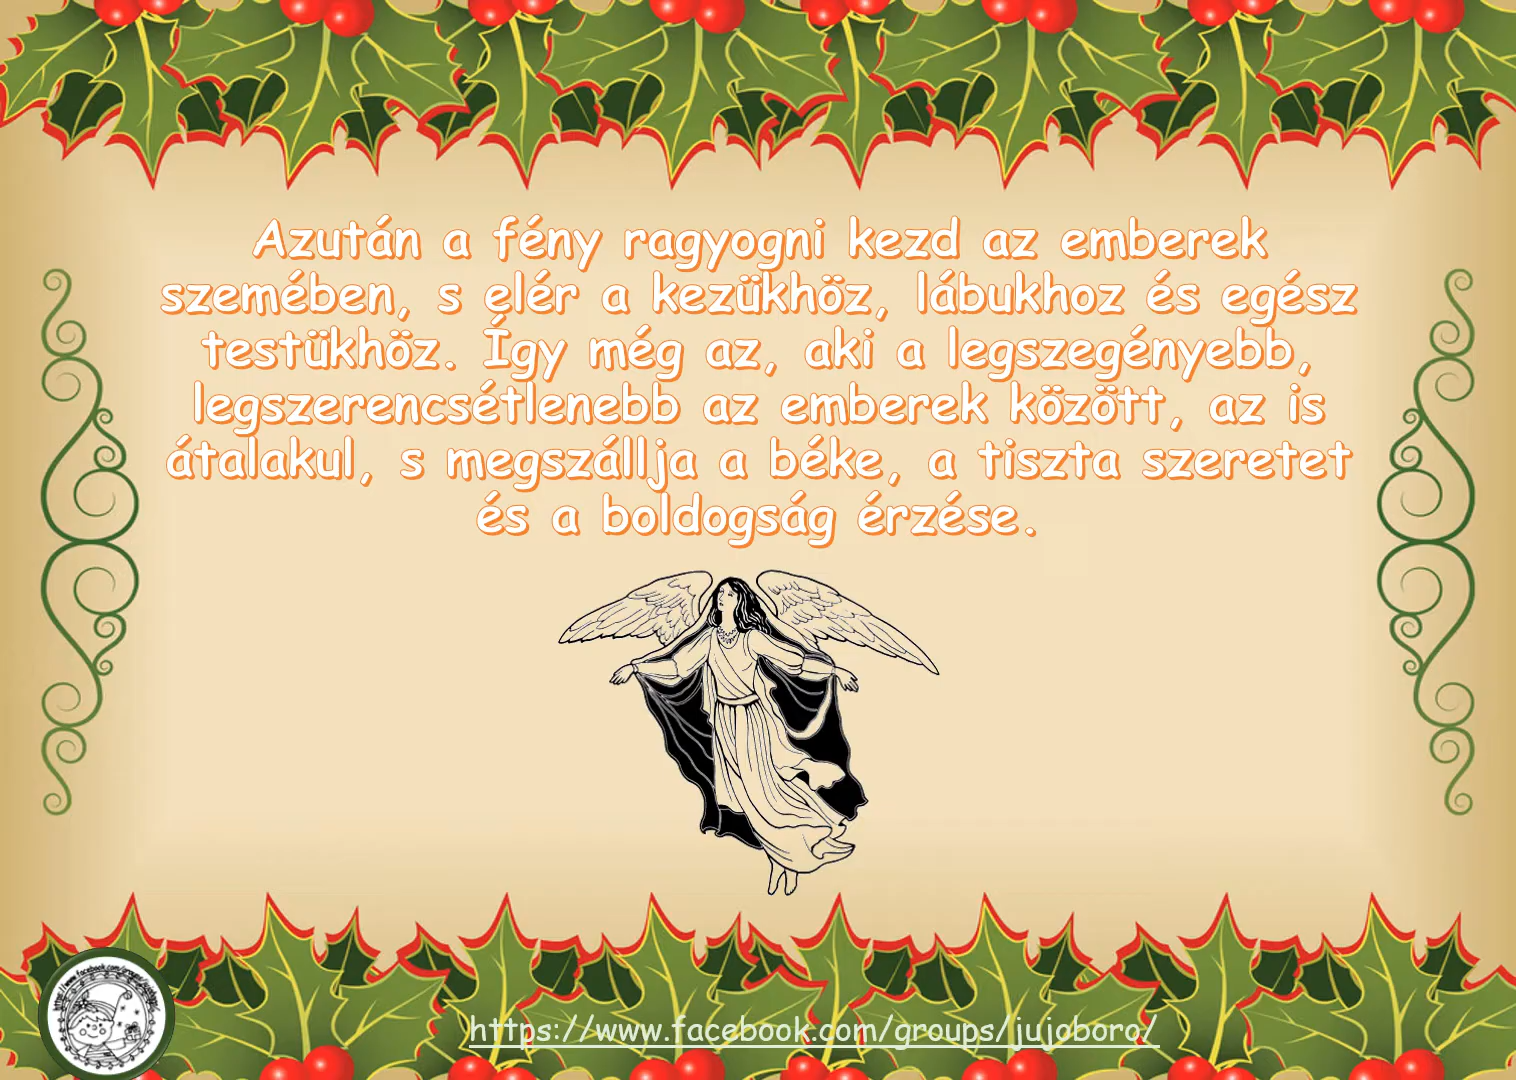 Azután a fény ragyogni kezd az emberek
szemében, s elér a kezükhöz, lábukhoz és egész
testükhöz. Így még az, aki a legszegényebb,
legszerencsétlenebb az emberek között, az is
átalakul, s megszállja a béke, a tiszta szeretet
és a boldogság érzése.
https://www.facebook.com/groups/jujoboro/